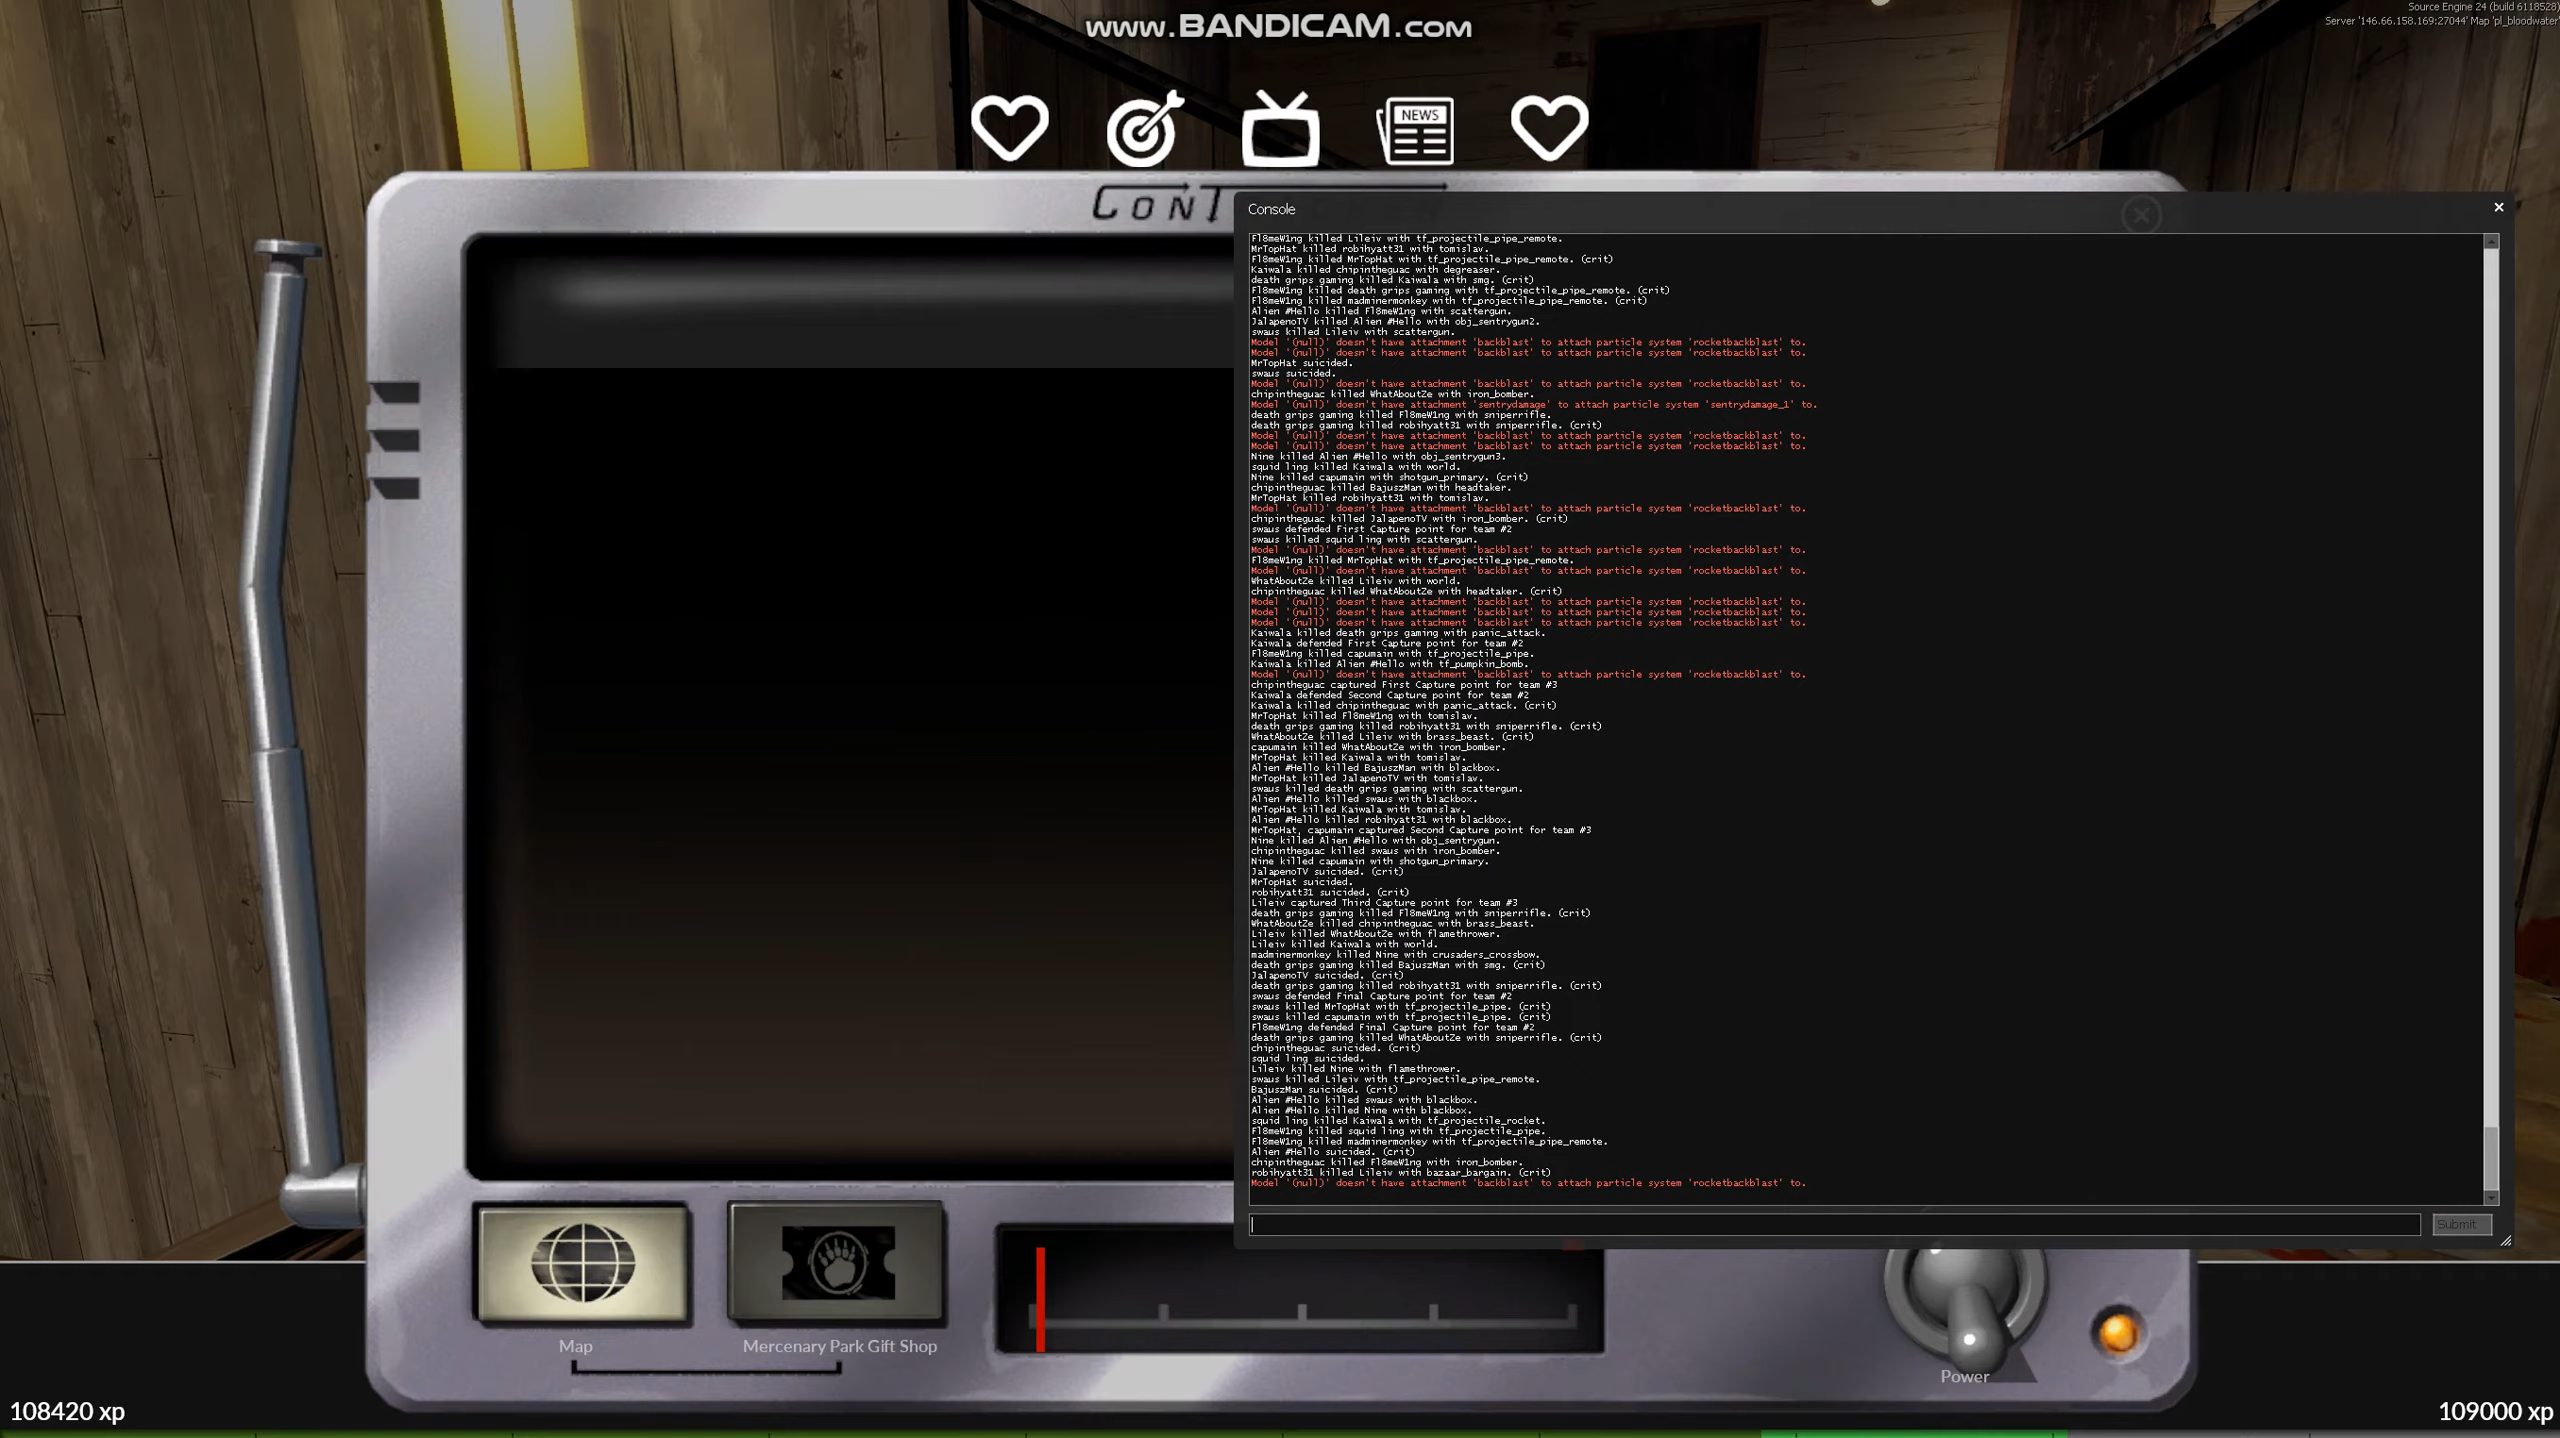 Source Engine 24 (build 6118528)
Server '146.66.158.169:27044' Map 'pl_bloodwater'
www.BANDICAM.com
NEWS
Console
Fl8meW1ng killed Lileiv with tf_projectile_pipe_remote.
MrTopHat killed robihyatt31 with tomislav.
Fl8meW1ng killed MrTopHat with tf_projectile_pipe_remote. (crit)
Kaiwala killed chipintheguac with degreaser.
death grips gaming killed Kaiwala with smg. (crit)
Fl8meW1ng killed death grips gaming with tf_projectile_pipe_remote. (crit)
Fl8meW1ng killed madminermonkey with tf_projectile_pipe_remote. (crit)
Alien #Hello killed Fl8meW1ng with scattergun.
JalapenoTV killed Alien #Hello with obj_sentrygun2.
swaus killed Lileiv with scattergun.
Model '(null)' doesn't have attachment 'backblast' to attach particle system 'rocketbackblast' to.
Model '(null)' doesn't have attachment 'backblast' to attach particle system 'rocketbackblast' to.
MrTopHat suicided.
swaus suicided.
Model '(null)' doesn't have attachment 'backblast' to attach particle system 'rocketbackblast' to.
chipintheguac killed WhatAboutZe with iron_bomber.
Model '(null)' doesn't have attachment 'sentrydamage' to attach particle system 'sentrydamage_1' to.
death grips gaming killed Fl8meW1ng with sniperrifle.
death grips gaming killed robihyatt31 with sniperrifle. (crit)
Model '(null)' doesn't have attachment 'backblast' to attach particle system 'rocketbackblast' to.
Model '(null)' doesn't have attachment 'backblast' to attach particle system 'rocketbackblast' to.
Nine killed Alien #Hello with obj_sentrygun3.
squid ling killed Kaiwala with world.
Nine killed capumain with shotgun_primary. (crit)
chipintheguac killed BajuszMan with headtaker.
MrTopHat killed robihyatt31 with tomislav.
Model '(null)' doesn't have attachment 'backblast' to attach particle system 'rocketbackblast' to.
chipintheguac killed JalapenoTV with iron_bomber. (crit)
swaus defended First Capture point for team #2
swaus killed squid ling with scattergun.
Model '(null)' doesn't have attachment 'backblast' to attach particle system 'rocketbackblast' to.
Fl8meW1ng killed MrTopHat with tf_projectile_pipe_remote.
Model '(null)' doesn't have attachment 'backblast' to attach particle system 'rocketbackblast' to.
WhatAboutZe killed Lileiv with world.
chipintheguac killed WhatAboutZe with headtaker. (crit)
Model '(null)' doesn't have attachment 'backblast' to attach particle system 'rocketbackblast' to.
Model '(null)' doesn't have attachment 'backblast' to attach particle system 'rocketbackblast' to.
Model '(null)' doesn't have attachment 'backblast' to attach particle system 'rocketbackblast' to.
Kaiwala killed death grips gaming with panic_attack.
Kaiwala defended First Capture point for team #2
Fl8meW1ng killed capumain with tf_projectile_pipe.
Kaiwala killed Alien #Hello with tf_pumpkin_bomb.
Model '(null)' doesn't have attachment 'backblast' to attach particle system 'rocketbackblast' to.
chipintheguac captured First Capture point for team #3
Kaiwala defended Second Capture point for team #2
Kaiwala killed chipintheguac with panic_attack. (crit)
MrTopHat killed Fl8meW1ng with tomislav.
death grips gaming killed robihyatt31 with sniperrifle. (crit)
WhatAboutZe killed Lileiv with brass_beast. (crit)
capumain killed WhatAboutZe with iron_bomber.
MrTopHat killed Kaiwala with tomislav.
Alien #Hello killed BajuszMan with blackbox.
MrTopHat killed JalapenoTV with tomislav.
swaus killed death grips gaming with scattergun.
Alien #Hello killed swaus with blackbox.
MrTopHat killed Kaiwala with tomislav.
Alien #Hello killed robihyatt31 with blackbox.
MrTopHat, capumain captured Second Capture point for team #3
Nine killed Alien #Hello with obj_sentrygun.
chipintheguac killed swaus with iron_bomber.
Nine killed capumain with shotgun_primary.
JalapenoTV suicided. (crit)
MrTopHat suicided.
robihyatt31 suicided. (crit)
Lileiv captured Third Capture point for team #3
death grips gaming killed Fl8meW1ng with sniperrifle. (crit)
WhatAboutZe killed chipintheguac with brass_beast.
Lileiv killed WhatAboutZe with flamethrower.
Lileiv killed Kaiwala with world.
madminermonkey killed Nine with crusaders_crossbow.
death grips gaming killed BajuszMan with smg. (crit)
JalapenoTV suicided. (crit)
death grips gaming killed robihyatt31 with sniperrifle. (crit)
swaus defended Final Capture point for team #2
swaus killed MrTopHat with tf_projectile_pipe. (crit)
swaus killed capumain with tf_projectile_pipe. (crit)
Fl8meW1ng defended Final Capture point for team #2
death grips gaming killed WhatAboutZe with sniperrifle. (crit)
chipintheguac suicided. (crit)
squid ling suicided.
Lileiv killed Nine with flamethrower.
swaus killed Lileiv with tf_projectile_pipe_remote.
BajuszMan suicided. (crit)
Alien #Hello killed swaus with blackbox.
Alien #Hello killed Nine with blackbox.
squid ling killed Kaiwala with tf_projectile_rocket.
Fl8meW1ng killed squid ling with tf_projectile_pipe.
Fl8meW1ng killed madminermonkey with tf_projectile_pipe_remote.
Alien #Hello suicided. (crit)
chipintheguac killed Fl8meW1ng with iron_bomber.
robihyatt31 killed Lileiv with bazaar_bargain. (crit)
Model '(null)' doesn't have attachment 'backblast' to attach particle system 'rocketbackblast' to.
Submit
Map
Mercenary Park Gift Shop
Power
108420 xp
109000 xp